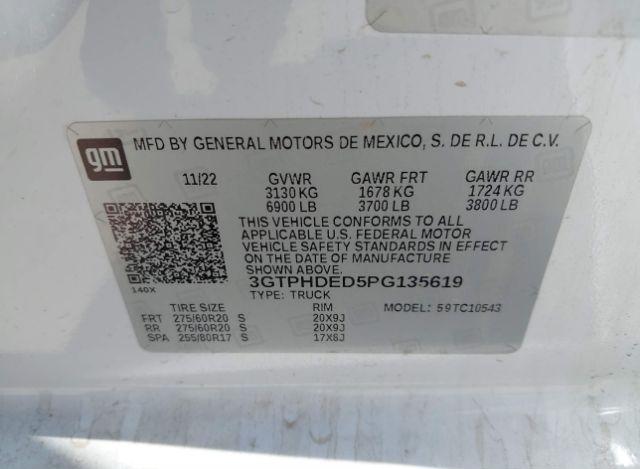 gm
MFD BY GENERAL MOTORS DE MEXICO, S. DE R.L. DE C.V.
11/22 GVWR GAWR FRT GAWR RR
3130 KG 1678 KG 1724 KG
6900 LB 3700 LB 3800 LB
THIS VEHICLE CONFORMS TO ALL
APPLICABLE U.S. FEDERAL MOTOR
VEHICLE SAFETY STANDARDS IN EFFECT
ON THE DATE OF MANUFACTURE
SHOWN ABOVE.
3GTPHDED5PG135619
140X
TYPE: TRUCK
TIRE SIZE RIM MODEL: 59TC10543
FRT 275/60R20 S 20X9J
RR 275/60R20 S 20X9J
SPA 255/80R17 S 17X8J